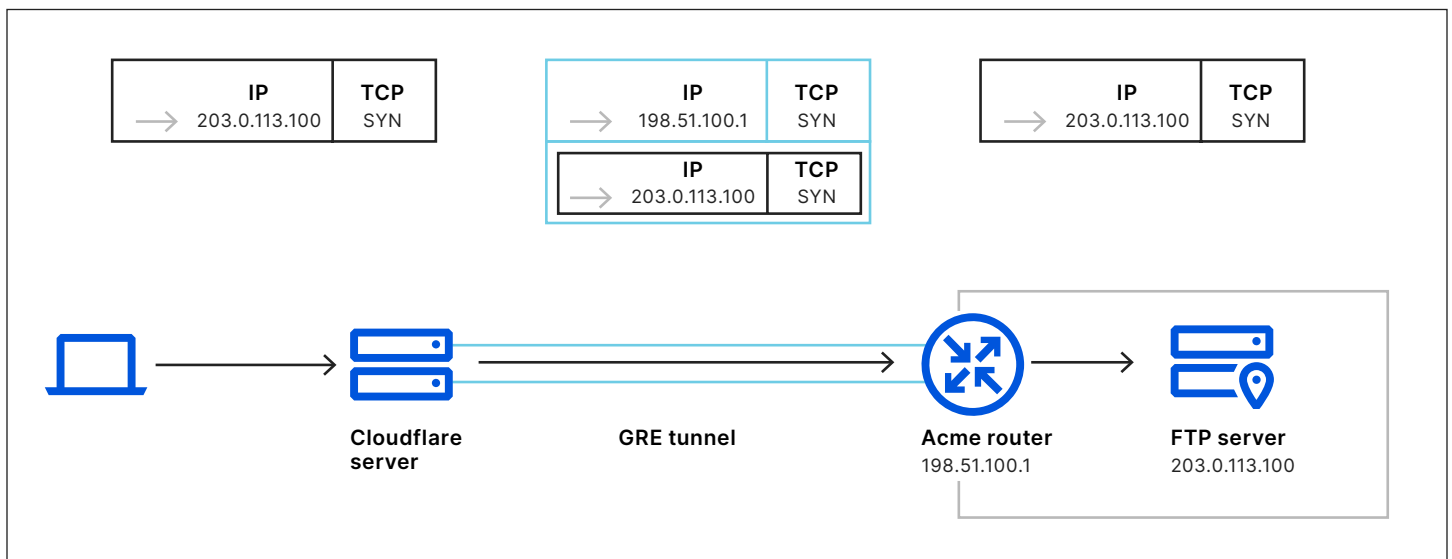 IP TCP
203.0.113.100 SYN
IP TCP
198.51.100.1 SYN
IP TCP
203.0.113.100 SYN
IP TCP
203.0.113.100 SYN
Cloudflare
server
GRE tunnel
Acme router
198.51.100.1
FTP server
203.0.113.100